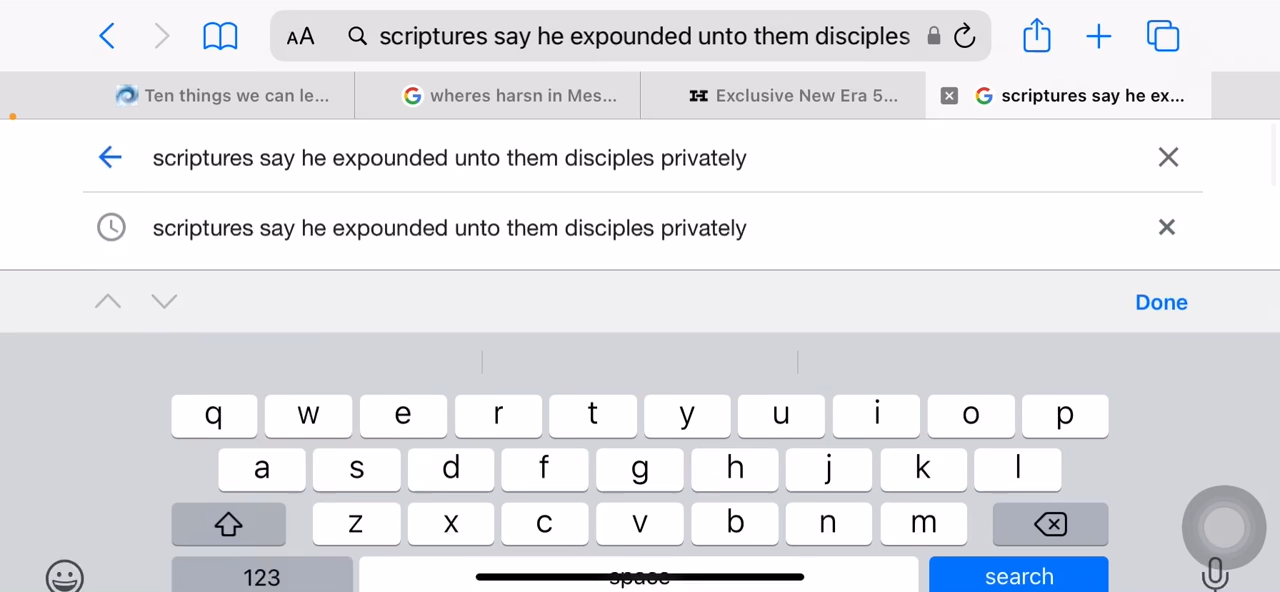 AA scriptures say he expounded unto them disciples
Ten things we can le... wheres harsn in Mes... Exclusive New Era 5... scriptures say he ex...
scriptures say he expounded unto them disciples privately
scriptures say he expounded unto them disciples privately
Done
q w e r t y u i o p
a s d f g h j k l
z x c v b n m
123 space search